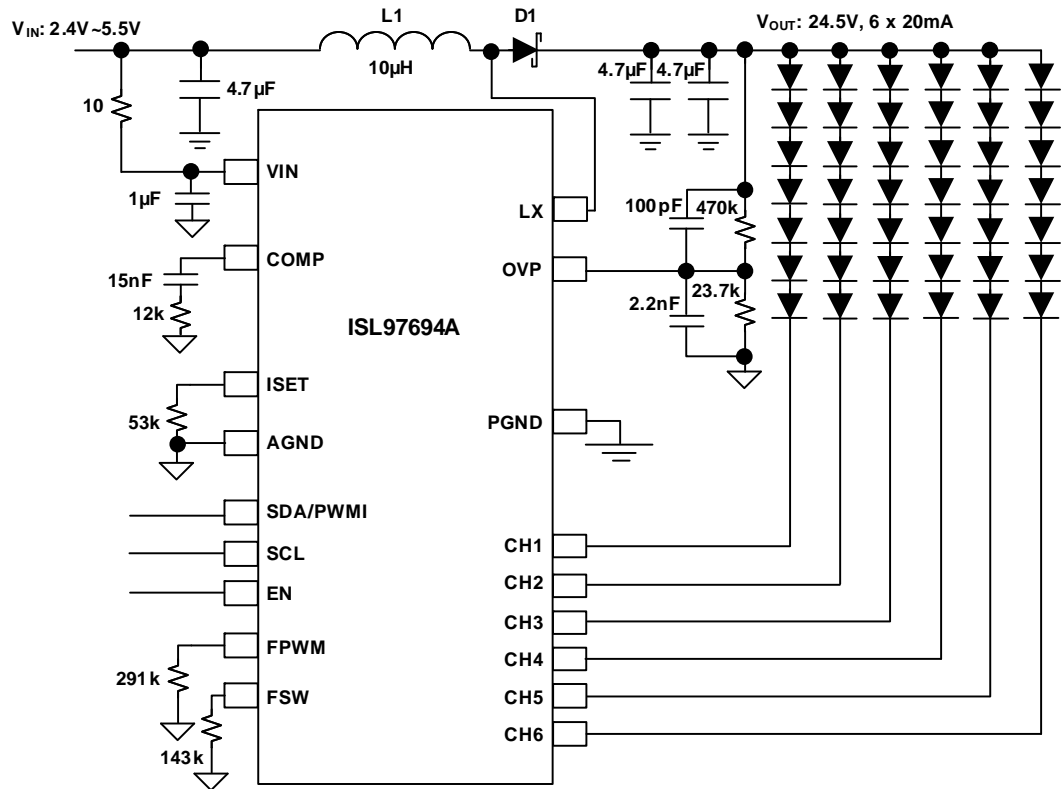 VIN: 2.4V~5.5V
L1
D1
VOUT: 24.5V, 6 x 20mA
10µH
4.7µF
4.7µF
4.7µF
10
1µF
VIN
LX
100pF
470k
COMP
OVP
15nF
12k
23.7k
2.2nF
ISL97694A
ISET
53k
AGND
PGND
SDA/PWMI
SCL
EN
CH1
CH2
CH3
FPWM
CH4
291k
FSW
CH5
143k
CH6